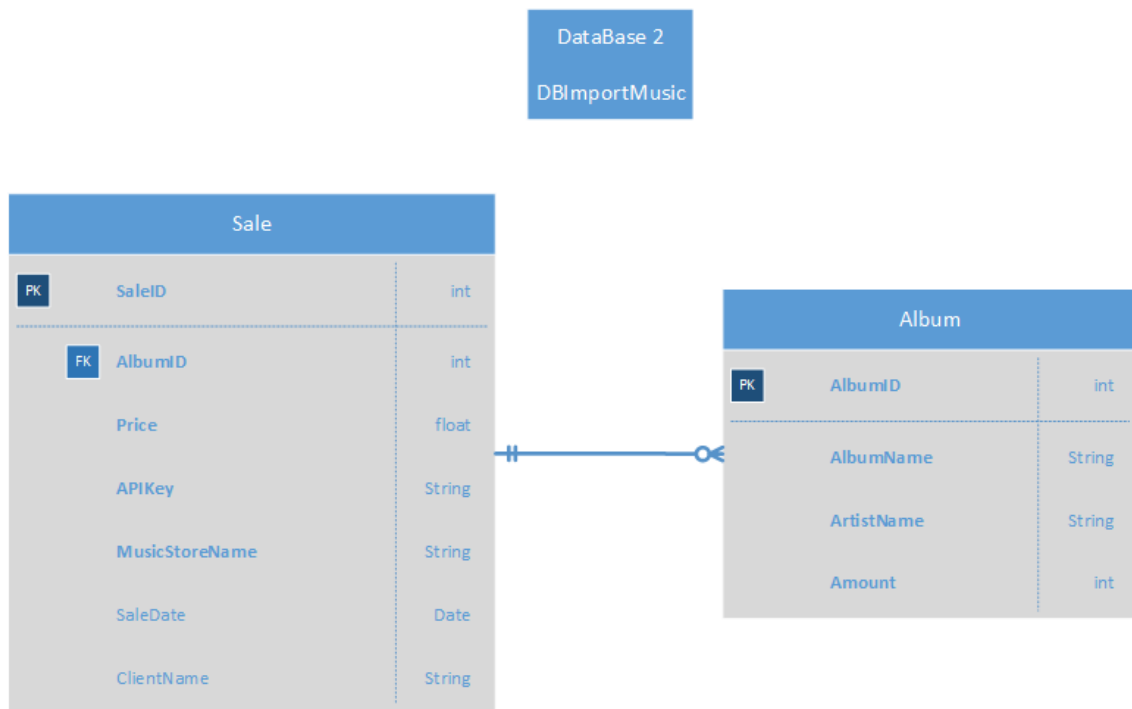 DataBase 2
DBImportMusic
Sale
PK SaleID int
FK AlbumID int
Price float
APIKey String
MusicStoreName String
SaleDate Date
ClientName String
Album
PK AlbumID int
AlbumName String
ArtistName String
Amount int